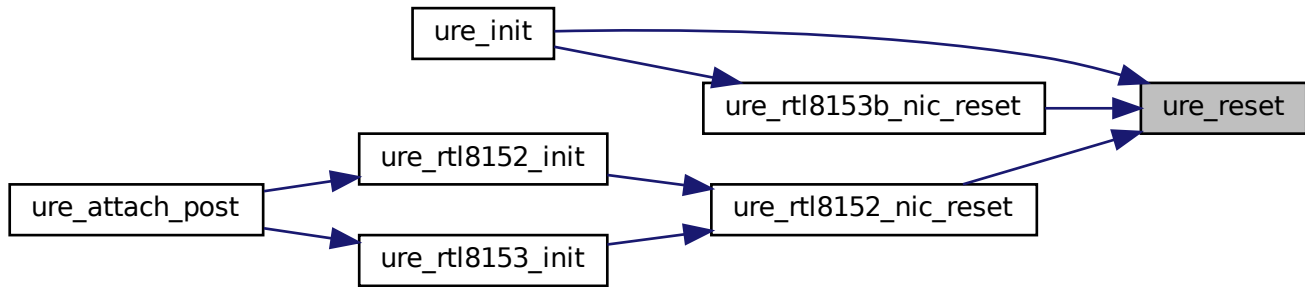 ure_init
ure_rtl8153b_nic_reset
ure_reset
ure_rtl8152_init
ure_attach_post
ure_rtl8152_nic_reset
ure_rtl8153_init